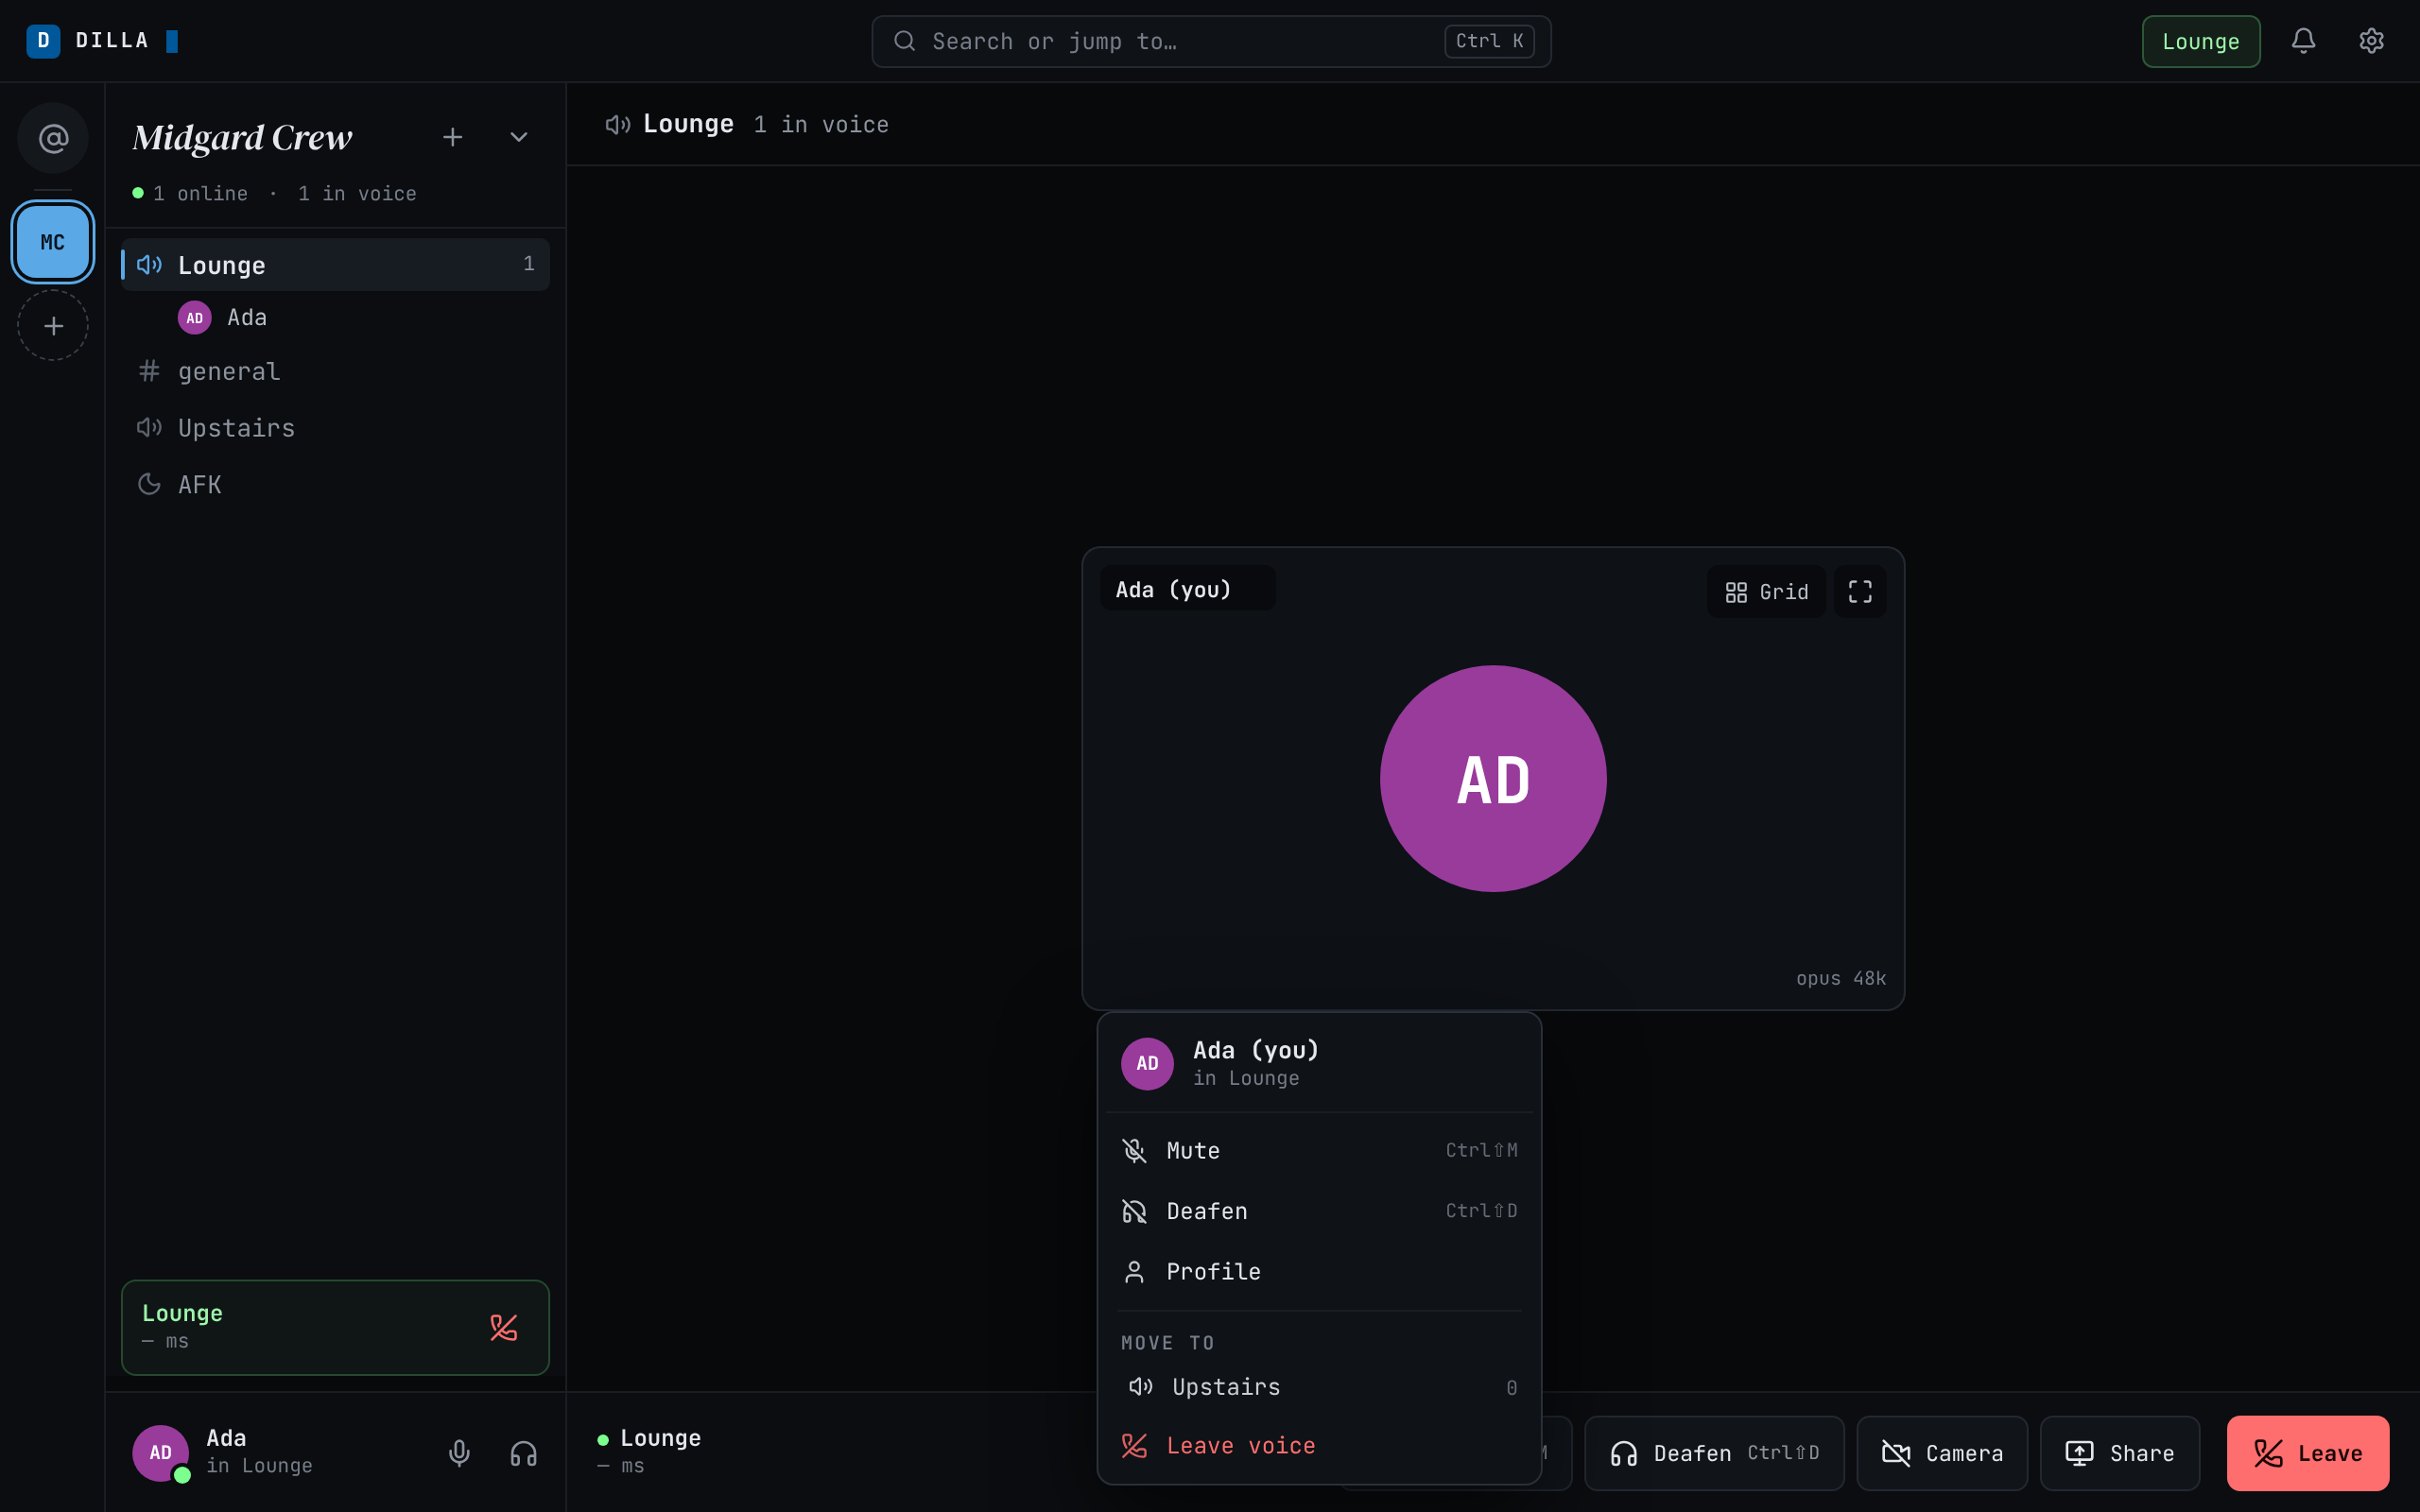 D DILLA
Search or jump to… Ctrl K
Lounge
Midgard Crew
1 online · 1 in voice
MC
Lounge 1
AD Ada
general
Upstairs
AFK
Lounge 1 in voice
Ada (you)
Grid
AD
opus 48k
AD Ada (you)
in Lounge
Mute Ctrl⇧M
Deafen Ctrl⇧D
Profile
MOVE TO
Upstairs 0
Leave voice
Lounge
— ms
AD Ada
in Lounge
Lounge
— ms
Deafen Ctrl⇧D
Camera
Share
Leave